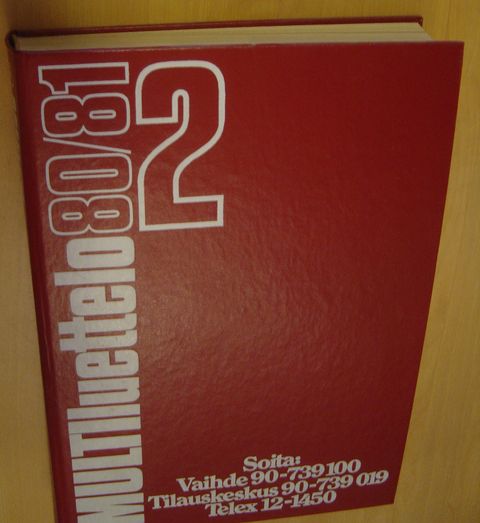 MULTIluettelo 80/81
2
Soita:
Vaihde 90-739 100
Tilauskeskus 90-739 019
Telex 12-1450